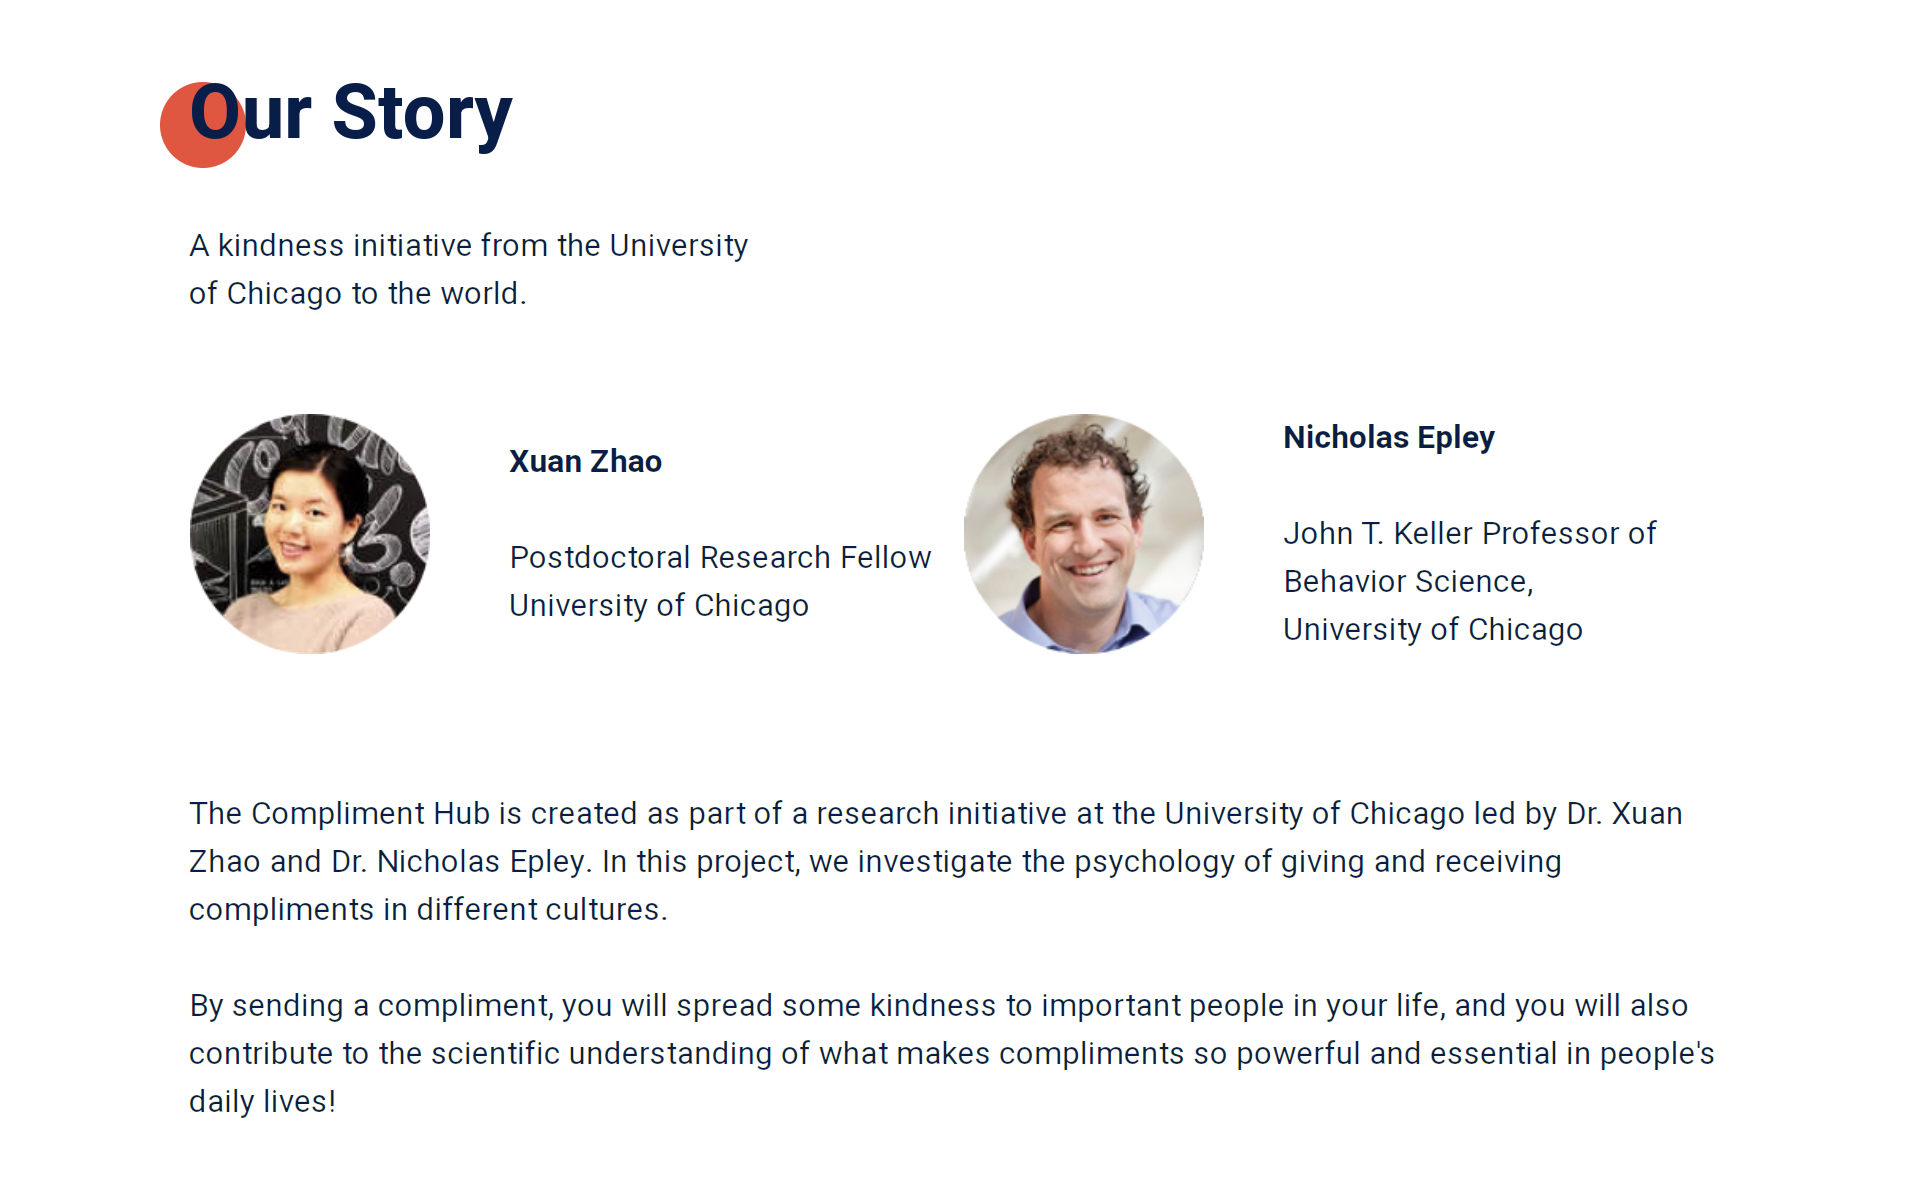 Our Story
A kindness initiative from the University
of Chicago to the world.
Xuan Zhao
Postdoctoral Research Fellow
University of Chicago
Nicholas Epley
John T. Keller Professor of
Behavior Science,
University of Chicago
The Compliment Hub is created as part of a research initiative at the University of Chicago led by Dr. Xuan
Zhao and Dr. Nicholas Epley. In this project, we investigate the psychology of giving and receiving
compliments in different cultures.
By sending a compliment, you will spread some kindness to important people in your life, and you will also
contribute to the scientific understanding of what makes compliments so powerful and essential in people's
daily lives!